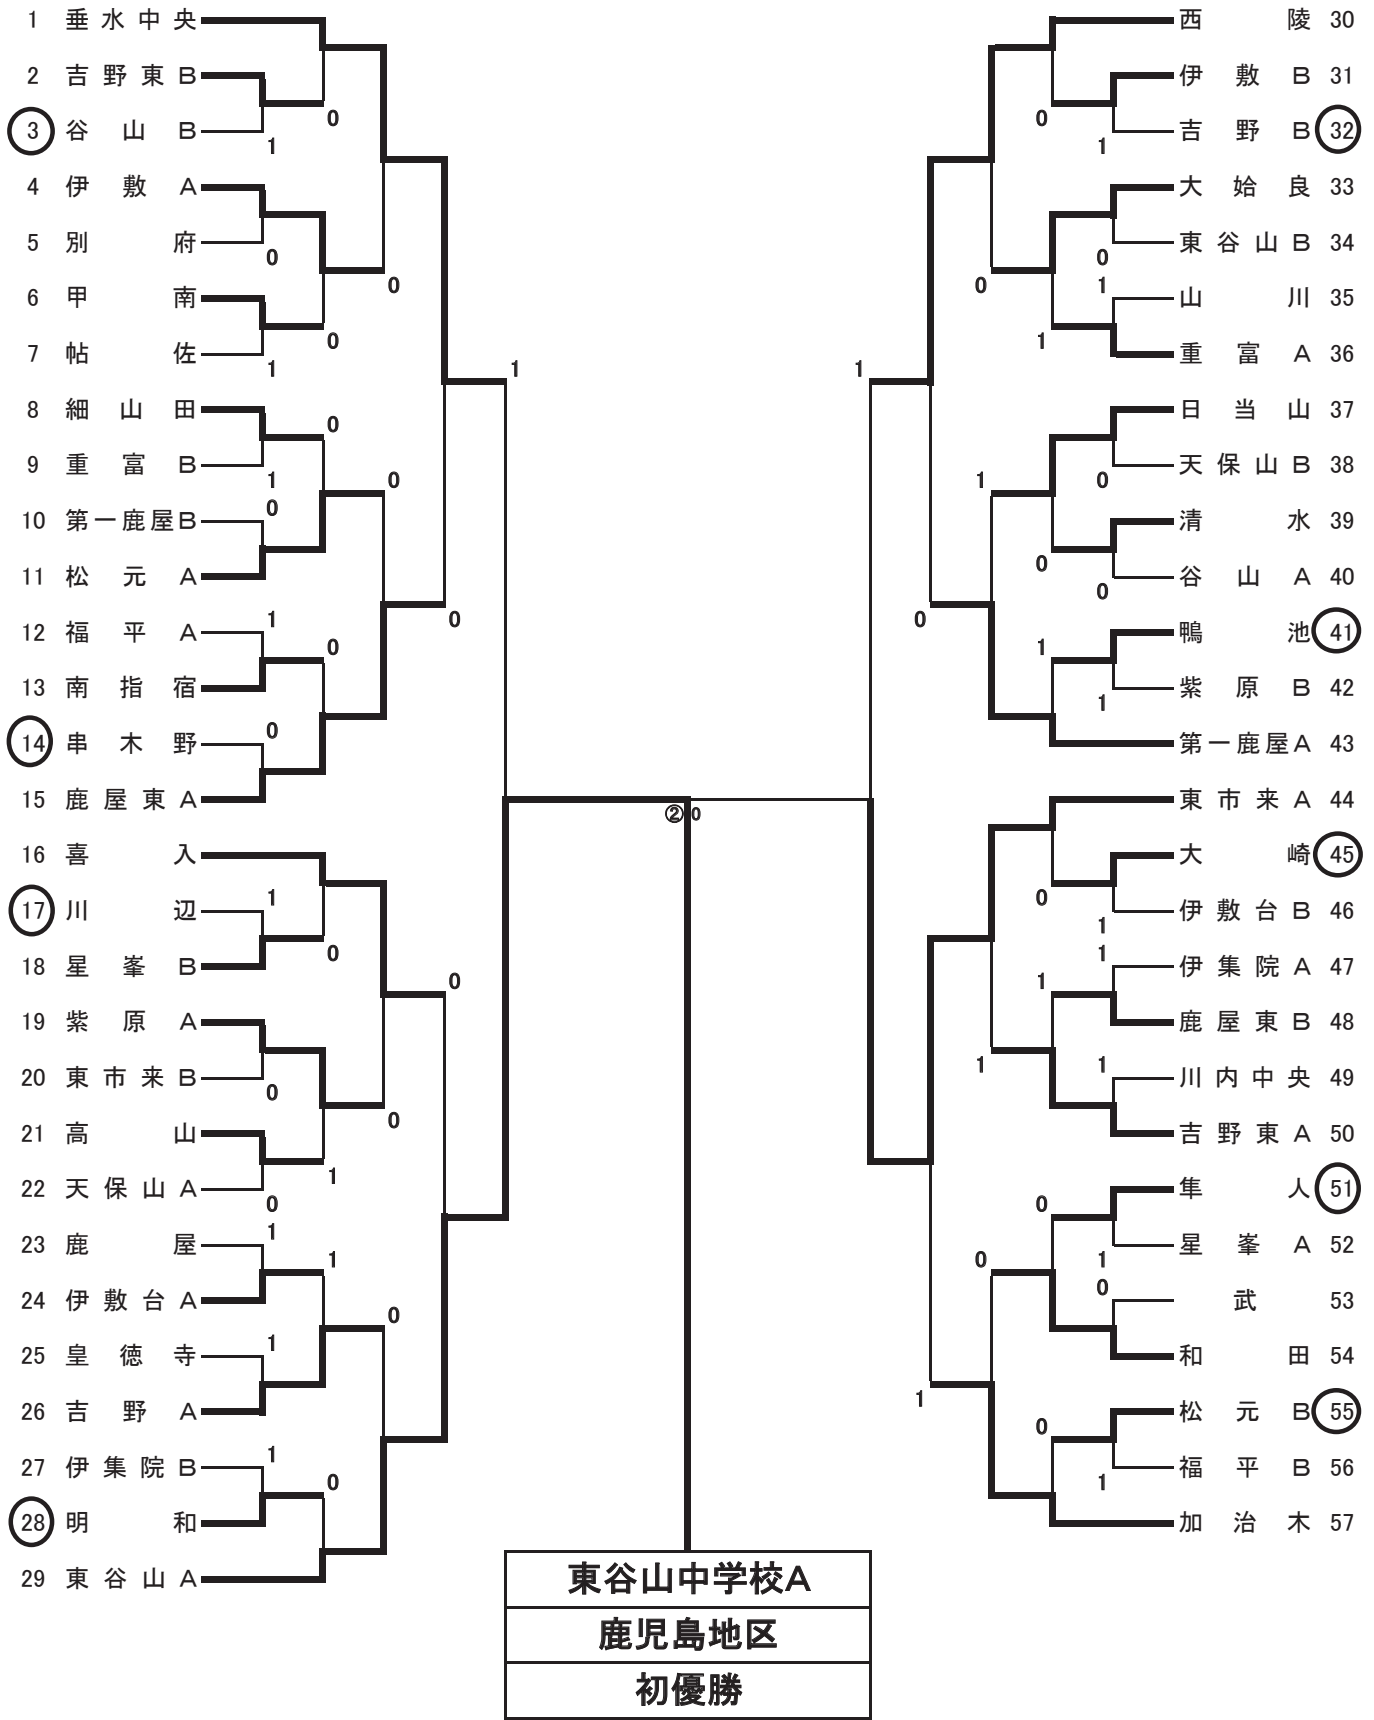 1 垂水中央
2 吉野東B
3 谷山B
4 伊敷A
5 別府
6 甲南
7 帖佐
8 細山田
9 重富B
10 第一鹿屋B
11 松元A
12 福平A
13 南指宿
14 串木野
15 鹿屋東A
16 喜入
17 川辺
18 星峯B
19 紫原A
20 東市来B
21 高山
22 天保山A
23 鹿屋
24 伊敷台A
25 皇徳寺
26 吉野A
27 伊集院B
28 明和
29 東谷山A
0
1
0
0
0
1
0
1
0
0
1
0
0
0
1
1
0
0
0
0
1
0
1
1
0
1
1
0
② 0
1
西陵 30
伊敷B 31
吉野B 32
大姶良 33
東谷山B 34
山川 35
重富A 36
日当山 37
天保山B 38
清水 39
谷山A 40
鴨池 41
紫原B 42
第一鹿屋A 43
東市来A 44
大崎 45
伊敷台B 46
伊集院A 47
鹿屋東B 48
川内中央 49
吉野東A 50
隼人 51
星峯A 52
武 53
和田 54
松元B 55
福平B 56
加治木 57
0
1
0
0
1
1
1
0
0
0
1
0
1
0
1
1
1
1
1
0
0
1
0
1
0
1
東谷山中学校A
鹿児島地区
初優勝